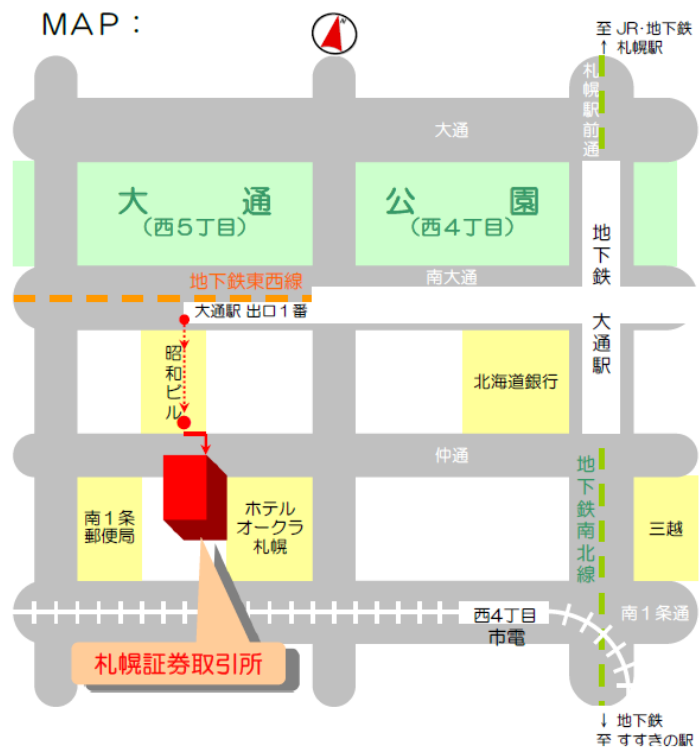 MAP：
N
至 JR･地下鉄
↑ 札幌駅
札幌駅前通
大通
大　通　公　園
（西５丁目）
（西４丁目）
地下鉄東西線
南大通
大通駅 出口１番
地下鉄　大通駅
昭和ビル
北海道銀行
仲通
地下鉄南北線
南１条
郵便局
ホテル
オークラ
札幌
三越
西4丁目
市電
南１条通
札幌証券取引所
↓ 地下鉄
至 すすきの駅